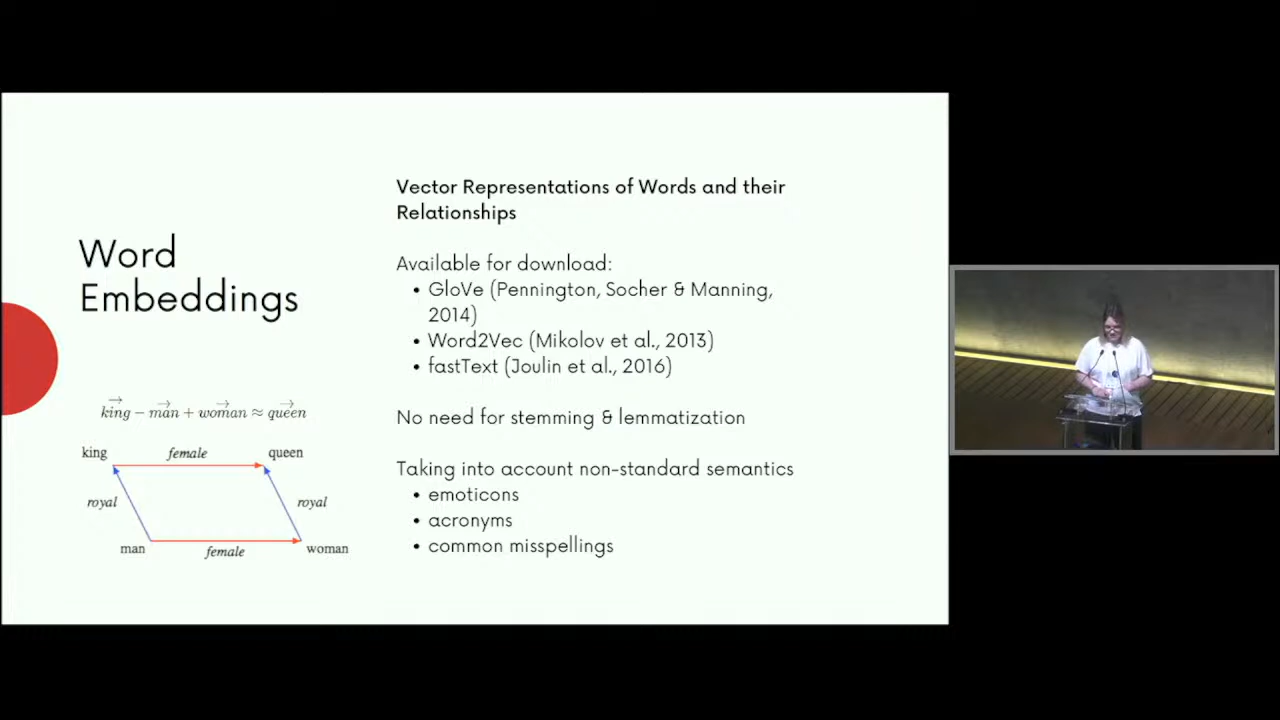 Word
Embeddings
king − man + woman ≈ queen
king female queen
royal royal
man female woman
Vector Representations of Words and their
Relationships
Available for download:
• GloVe (Pennington, Socher & Manning,
2014)
• Word2Vec (Mikolov et al., 2013)
• fastText (Joulin et al., 2016)
No need for stemming & lemmatization
Taking into account non-standard semantics
• emoticons
• acronyms
• common misspellings